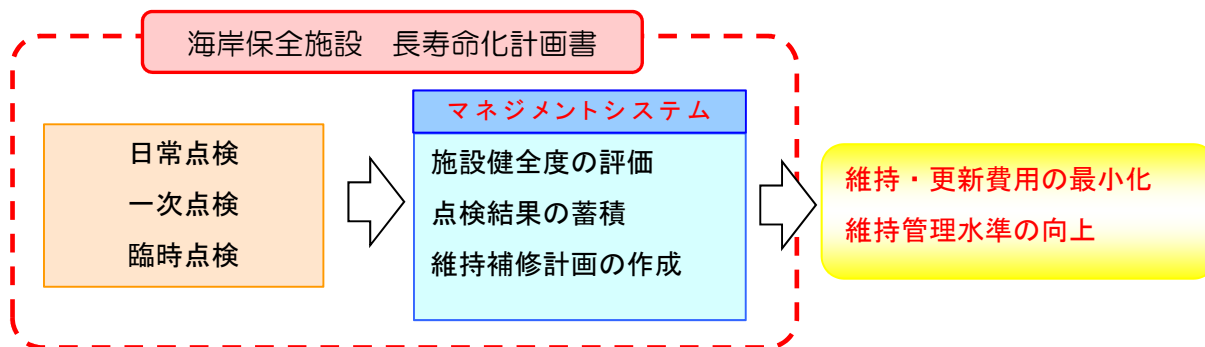 海岸保全施設　長寿命化計画書
日常点検
一次点検
臨時点検
マネジメントシステム
施設健全度の評価
点検結果の蓄積
維持補修計画の作成
維持・更新費用の最小化
維持管理水準の向上